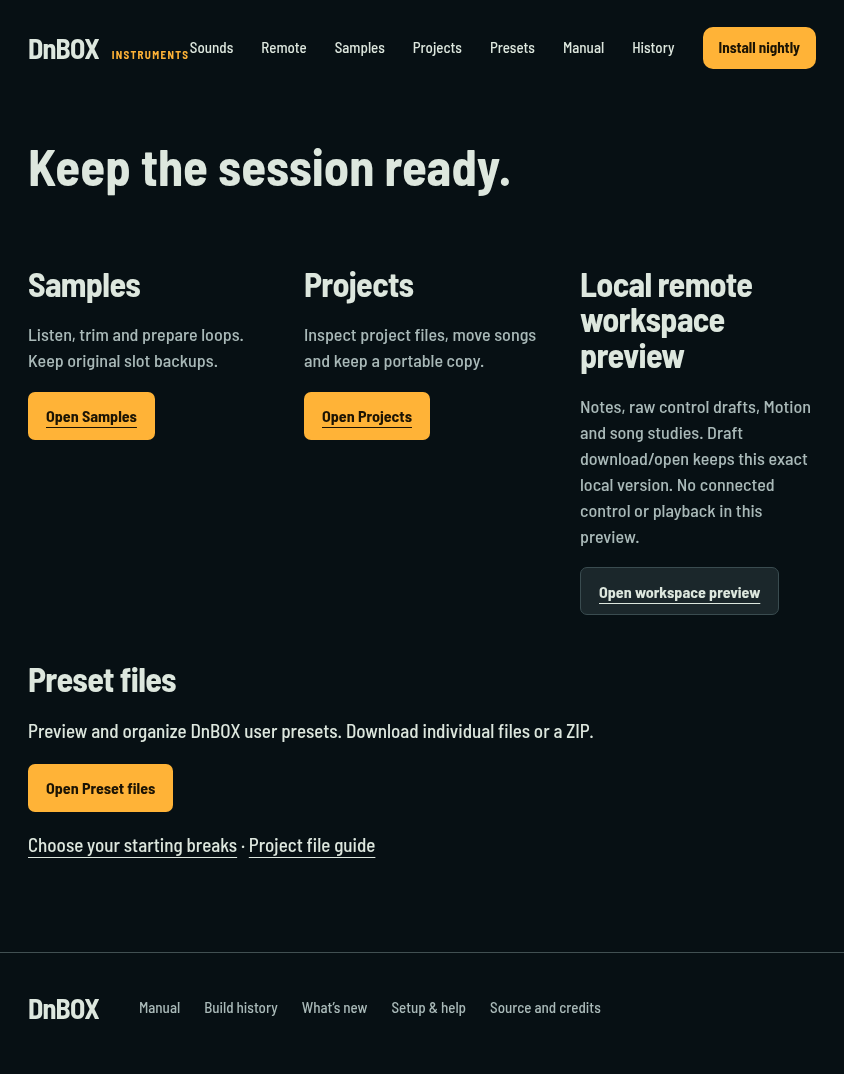 DnBOX INSTRUMENTS Sounds Remote Samples Projects Presets Manual History Install nightly
Keep the session ready.
Samples
Listen, trim and prepare loops.
Keep original slot backups.
Open Samples
Projects
Inspect project files, move songs
and keep a portable copy.
Open Projects
Local remote
workspace
preview
Notes, raw control drafts, Motion
and song studies. Draft
download/open keeps this exact
local version. No connected
control or playback in this
preview.
Open workspace preview
Preset files
Preview and organize DnBOX user presets. Download individual files or a ZIP.
Open Preset files
Choose your starting breaks · Project file guide
DnBOX Manual Build history What's new Setup & help Source and credits